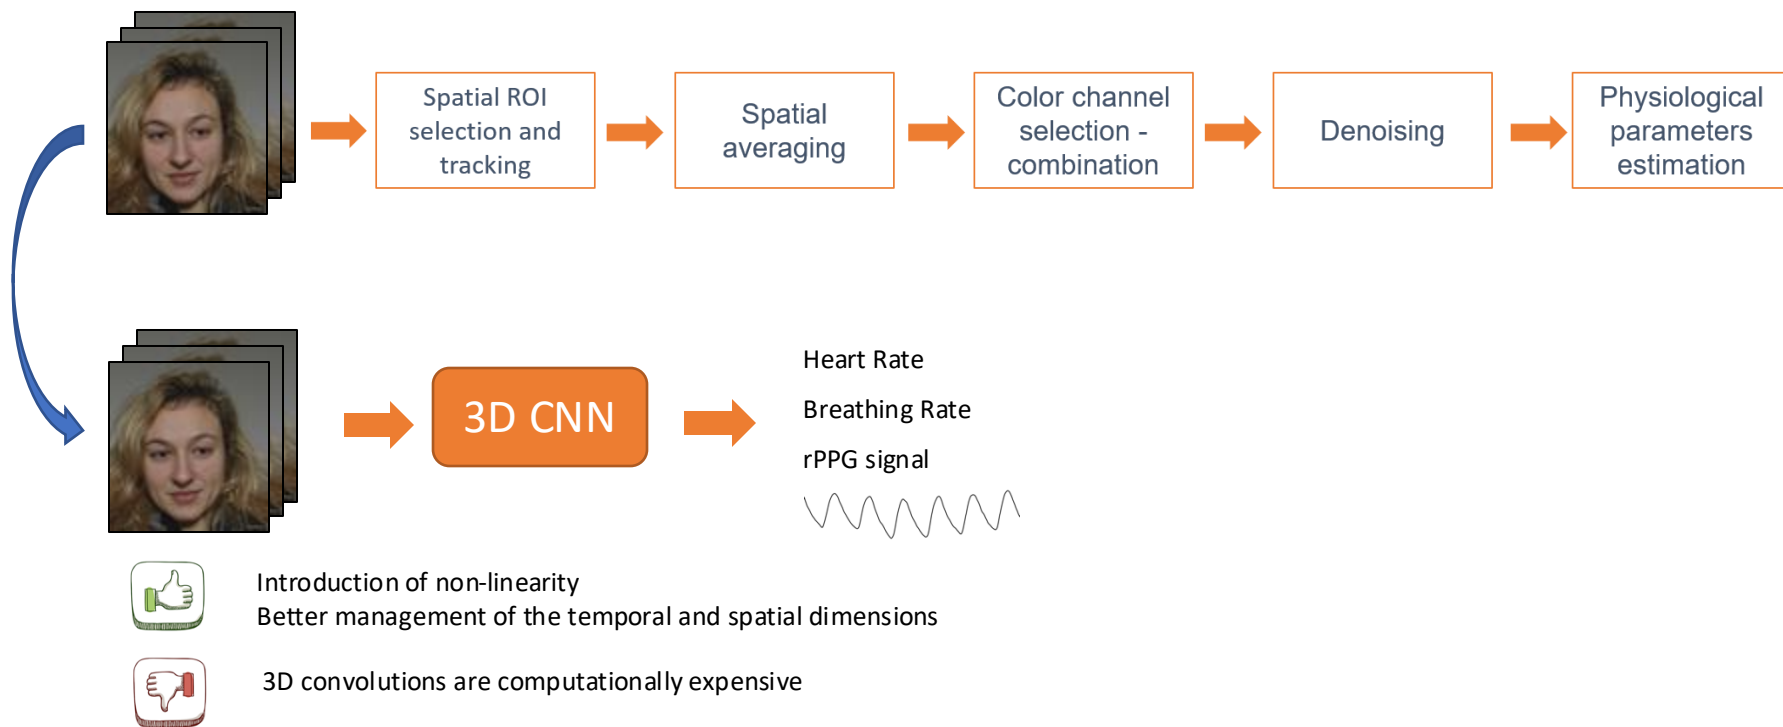 Spatial ROI
selection and
tracking
Spatial
averaging
Color channel
selection -
combination
Denoising
Physiological
parameters
estimation
3D CNN
Heart Rate
Breathing Rate
rPPG signal
Introduction of non-linearity
Better management of the temporal and spatial dimensions
3D convolutions are computationally expensive